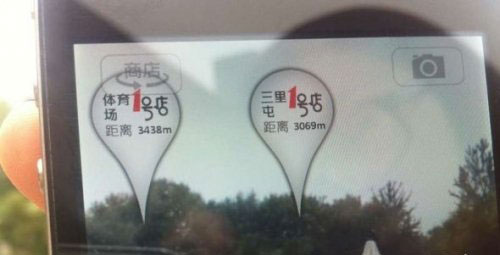 商店
体育1号店
场
距离 3438m
三里1号店
屯
距离 3069m